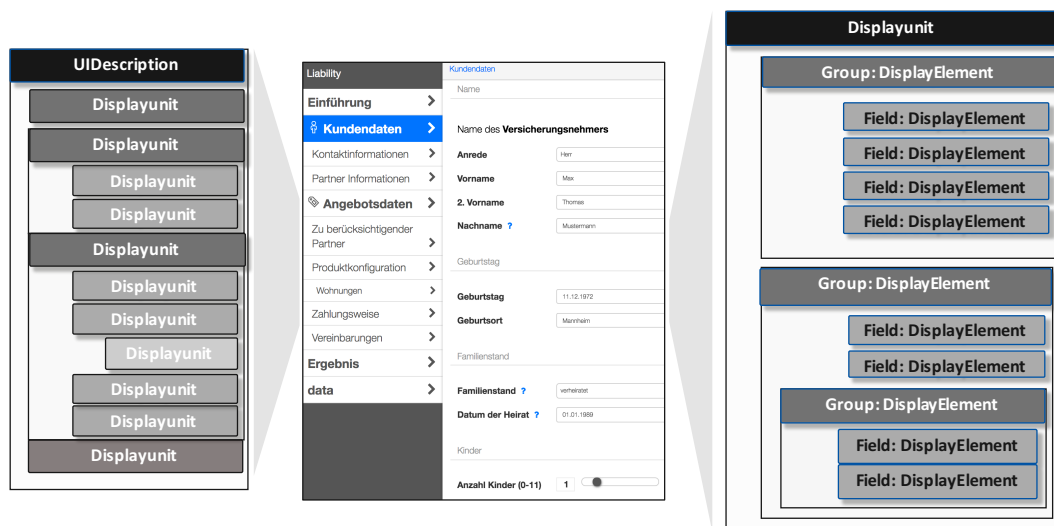 UIDescription
Displayunit
Displayunit
Displayunit
Displayunit
Displayunit
Displayunit
Displayunit
Displayunit
Displayunit
Displayunit
Displayunit
Liability
Einführung
Kundendaten
Kontaktinformationen
Partner Informationen
Angebotsdaten
Zu berücksichtigender
Partner
Produktkonfiguration
Wohnungen
Zahlungsweise
Vereinbarungen
Ergebnis
data
Kundendaten
Name
Name des Versicherungsnehmers
Anrede Herr
Vorname Max
2. Vorname Thomas
Nachname ? Mustermann
Geburtstag
Geburtstag 11.12.1972
Geburtsort Mannheim
Familienstand
Familienstand ? verheiratet
Datum der Heirat ? 01.01.1989
Kinder
Anzahl Kinder (0-11) 1
Displayunit
Group: DisplayElement
Field: DisplayElement
Field: DisplayElement
Field: DisplayElement
Field: DisplayElement
Group: DisplayElement
Field: DisplayElement
Field: DisplayElement
Group: DisplayElement
Field: DisplayElement
Field: DisplayElement